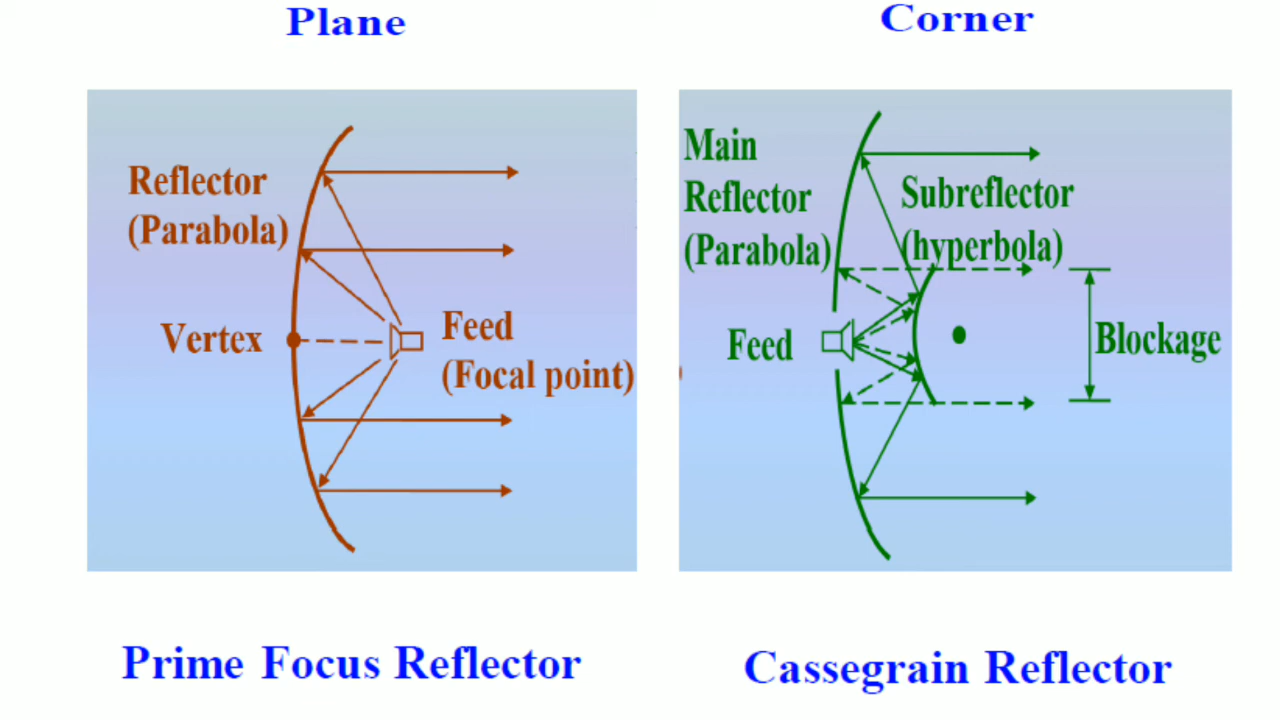 Plane
Corner
Reflector
(Parabola)
Vertex
Feed
(Focal point)
Prime Focus Reflector
Main
Reflector
(Parabola)
Subreflector
(hyperbola)
Feed
Blockage
Cassegrain Reflector